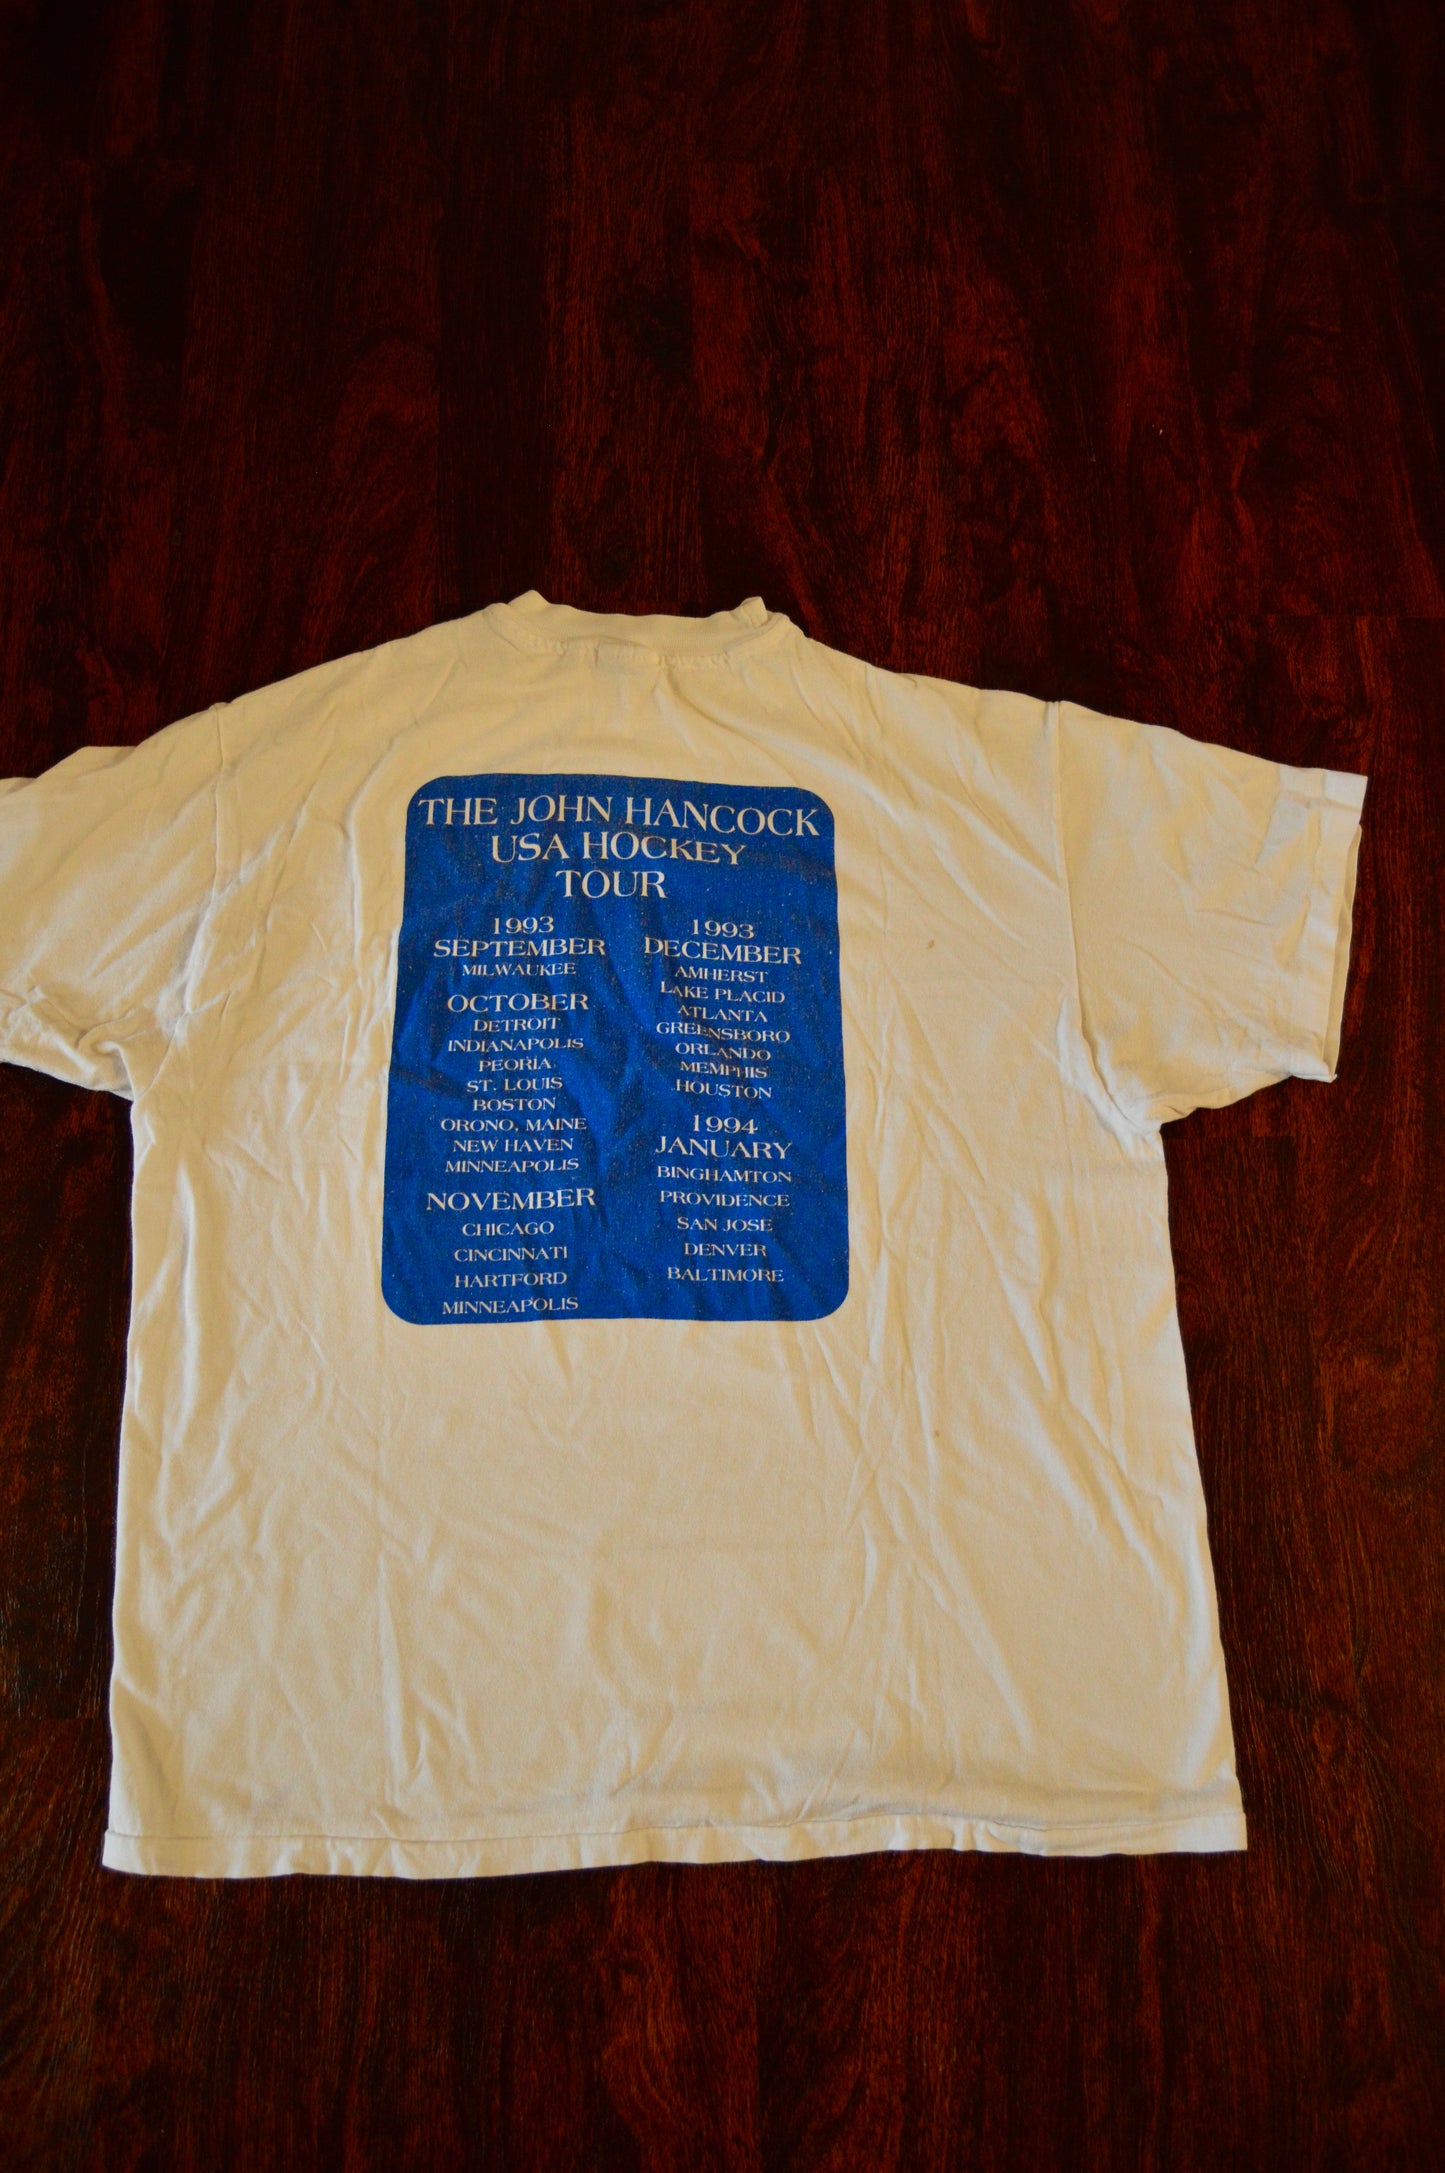 THE JOHN HANCOCK
USA HOCKEY
TOUR
1993
SEPTEMBER
MILWAUKEE
OCTOBER
DETROIT
INDIANAPOLIS
PEORIA
ST. LOUIS
BOSTON
ORONO, MAINE
NEW HAVEN
MINNEAPOLIS
NOVEMBER
CHICAGO
CINCINNATI
HARTFORD
MINNEAPOLIS
1993
DECEMBER
AMHERST
LAKE PLACID
ATLANTA
GREENSBORO
ORLANDO
MEMPHIS
HOUSTON
1994
JANUARY
BINGHAMTON
PROVIDENCE
SAN JOSE
DENVER
BALTIMORE